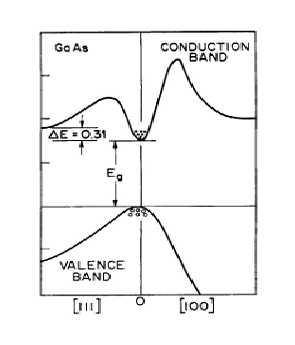 GaAs
CONDUCTION
BAND
ΔE = 0.31
Eg
VALENCE
BAND
[111]
0
[100]